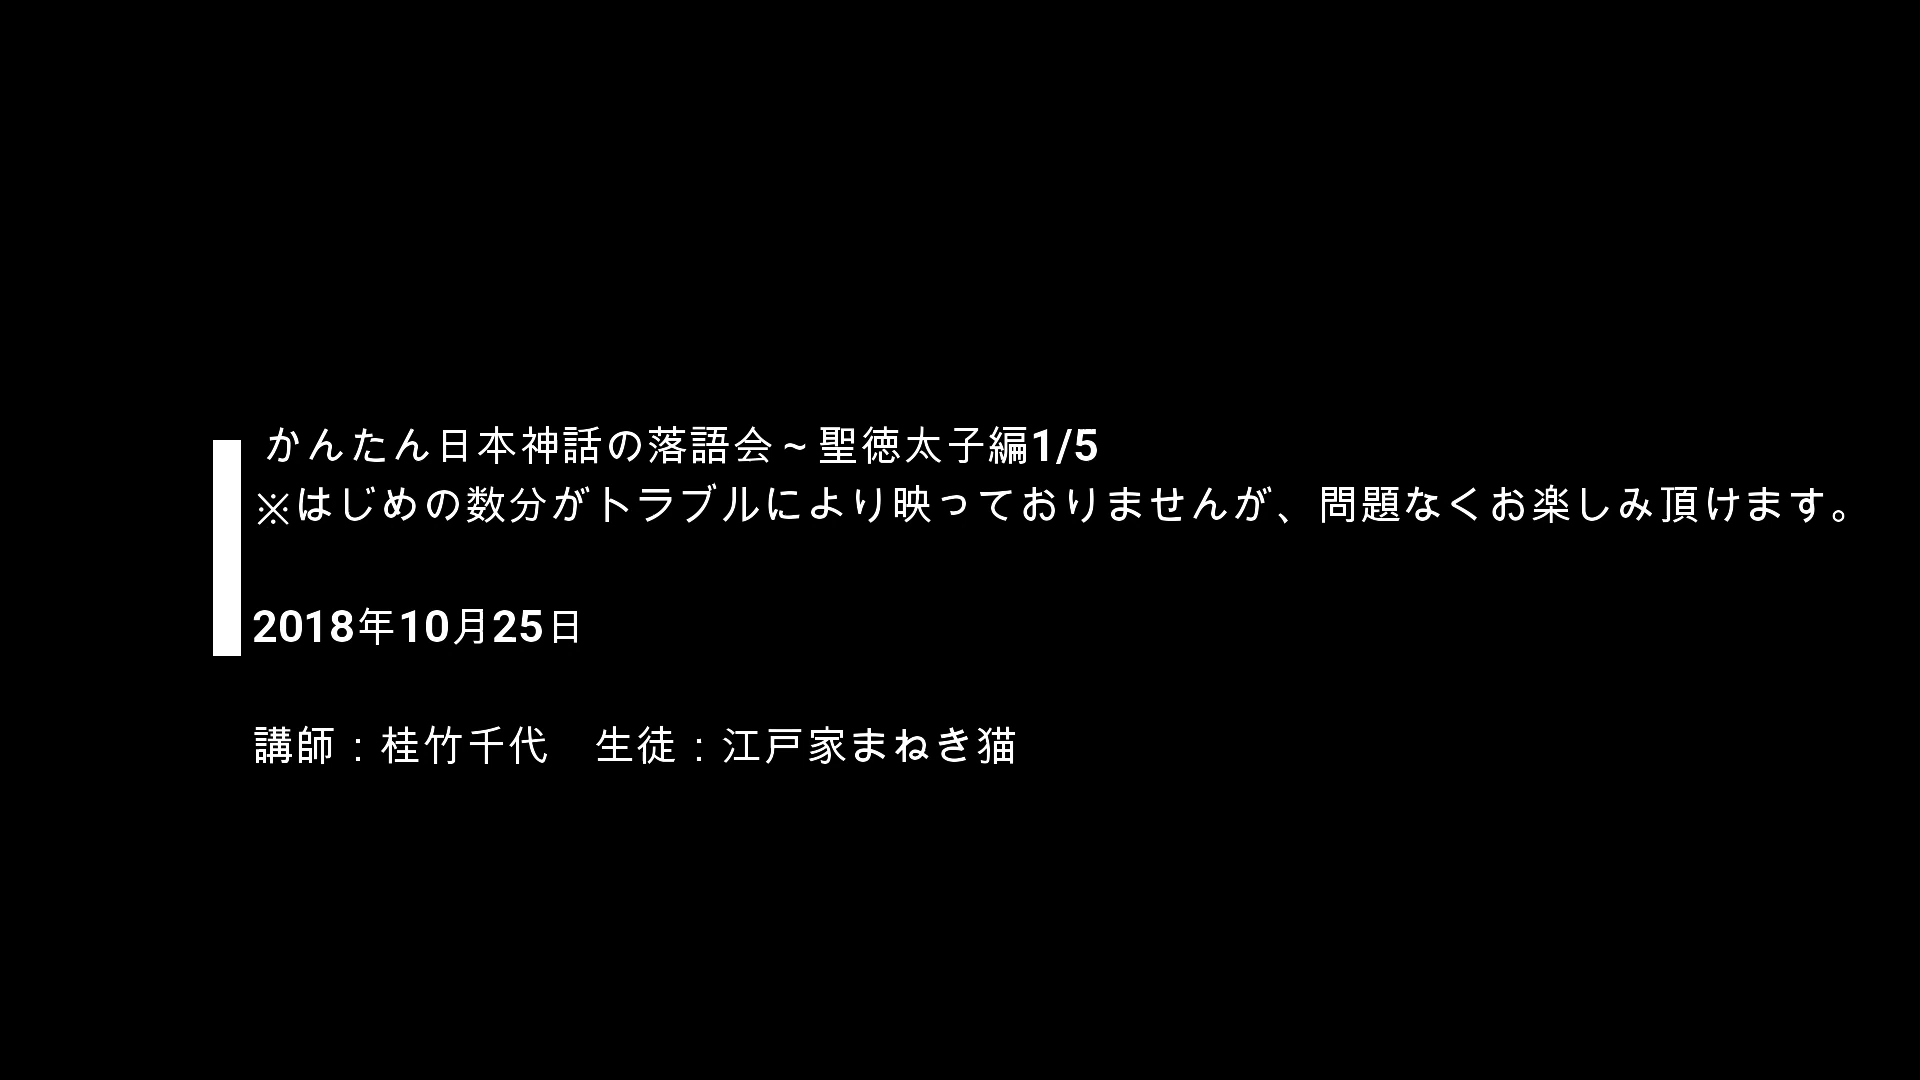 かんたん日本神話の落語会～聖徳太子編1/5
※はじめの数分がトラブルにより映っておりませんが、問題なくお楽しみ頂けます。
2018年10月25日
講師：桂竹千代　生徒：江戸家まねき猫